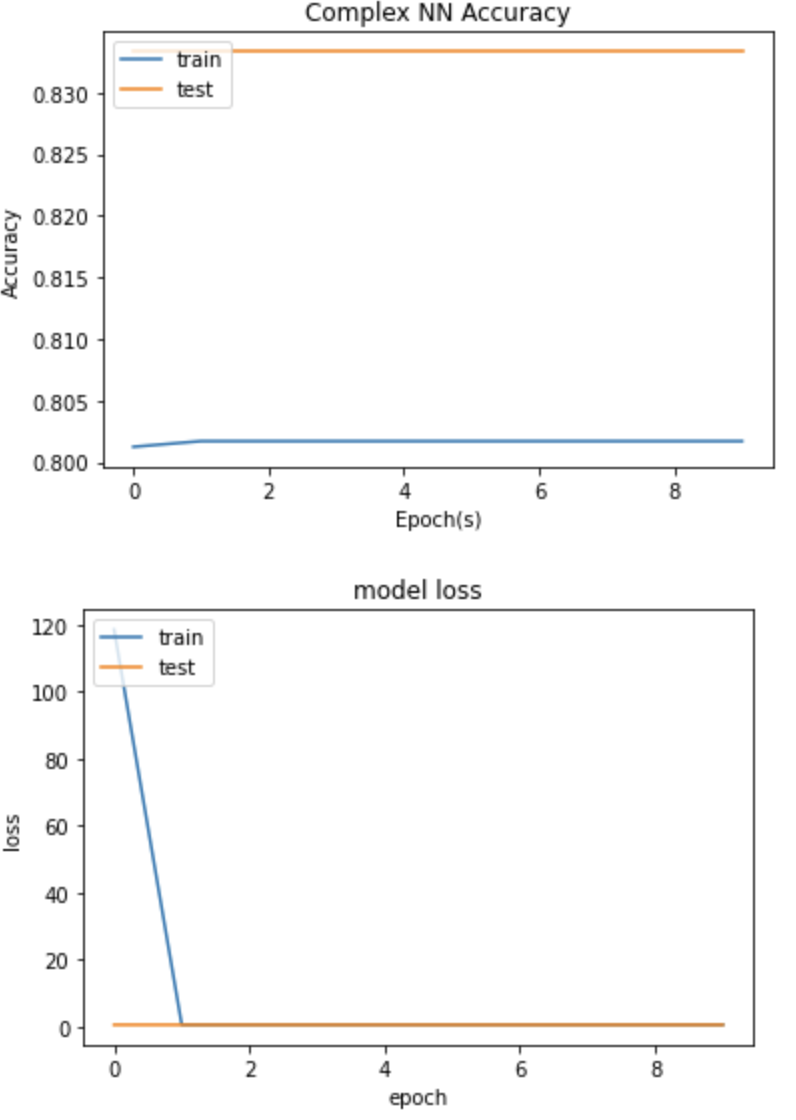 Complex NN Accuracy
train
test
0.830
0.825
0.820
0.815
0.810
0.805
0.800
Accuracy
0 2 4 6 8
Epoch(s)
model loss
train
test
120
100
80
60
40
20
0
loss
0 2 4 6 8
epoch